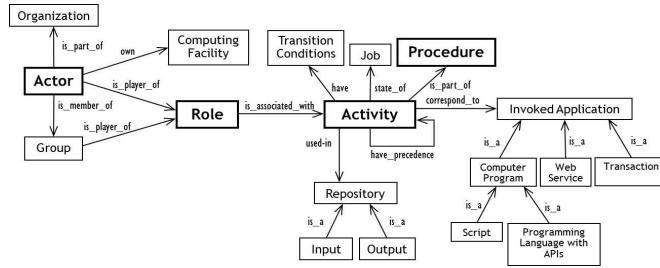 Organization
is_part_of
own
Computing
Facility
Actor
is_player_of
is_member_of
Role
is_player_of
Group
is_associated_with
Transition
Conditions
Job
Procedure
have
state_of
is_part_of
correspond_to
Activity
Invoked Application
used-in
have_precedence
is_a
is_a
is_a
Computer
Program
Web
Service
Transaction
Repository
is_a
is_a
is_a
is_a
Input
Output
Script
Programming
Language with
APIs